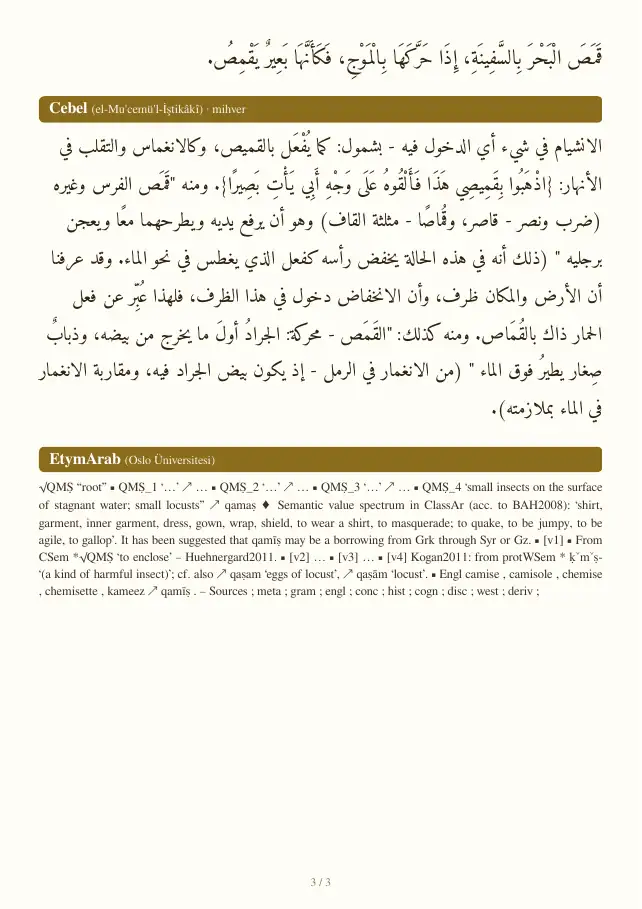 قَمَصَ الْبَحْرَ بِالسَّفِينَةِ، إِذَا حَرَّكَهَا بِالْمَوْجِ، فَكَأَنَّهَا بَعِيرٌ يَقْمِصُ.
Cebel (el-Mu'cemü'l-İştikâkî) · mihver
الانشيام في شيء أي الدخول فيه - بشمول: كما يُفْعَل بالقميص، وكالانغماس والتقلب في
الأنهار: {اذْهَبُوا بِقَمِيصِي هَذَا فَأَلْقُوهُ عَلَى وَجْهِ أَبِي يَأْتِ بَصِيرًا}. ومنه "قَمَص الفرس وغيره
(ضرب ونصر - قاصر، وقُماصًا - مثلثة القاف) وهو أن يرفع يديه ويطرحهما معًا ويعجن
برجليه " (ذلك أنه في هذه الحالة يخفض رأسه كفعل الذي يغطس في نحو الماء. وقد عرفنا
أن الأرض والمكان ظرف، وأن الانخفاض دخول في هذا الظرف، فلهذا عُبِّر عن فعل
الحمار ذاك بالقُمَاص. ومنه كذلك: "القَمَص - محركة: الجرادُ أولَ ما يخرج من بيضه، وذبابٌ
صِغار يطيرُ فوق الماء " (من الانغمار في الرمل - إذ يكون بيض الجراد فيه، ومقاربة الانغمار
في الماء بملازمته).
EtymArab (Oslo Üniversitesi)
√QMṢ “root” ▪ QMṢ_1 ‘…’ ↗ … ▪ QMṢ_2 ‘…’ ↗ … ▪ QMṢ_3 ‘…’ ↗ … ▪ QMṢ_4 ‘small insects on the surface
of stagnant water; small locusts” ↗ qamaṣ ♦ Semantic value spectrum in ClassAr (acc. to BAH2008): ‘shirt,
garment, inner garment, dress, gown, wrap, shield, to wear a shirt, to masquerade; to quake, to be jumpy, to be
agile, to gallop’. It has been suggested that qamīṣ may be a borrowing from Grk through Syr or Gz. ▪ [v1] ▪ From
CSem *√QMṢ ‘to enclose’ – Huehnergard2011. ▪ [v2] … ▪ [v3] … ▪ [v4] Kogan2011: from protWSem * ḳ˘m˘ṣ-
‘(a kind of harmful insect)’; cf. also ↗ qaṣam ‘eggs of locust’, ↗ qaṣām ‘locust’. ▪ Engl camise , camisole , chemise
, chemisette , kameez ↗ qamīṣ . – Sources ; meta ; gram ; engl ; conc ; hist ; cogn ; disc ; west ; deriv ;
3 / 3